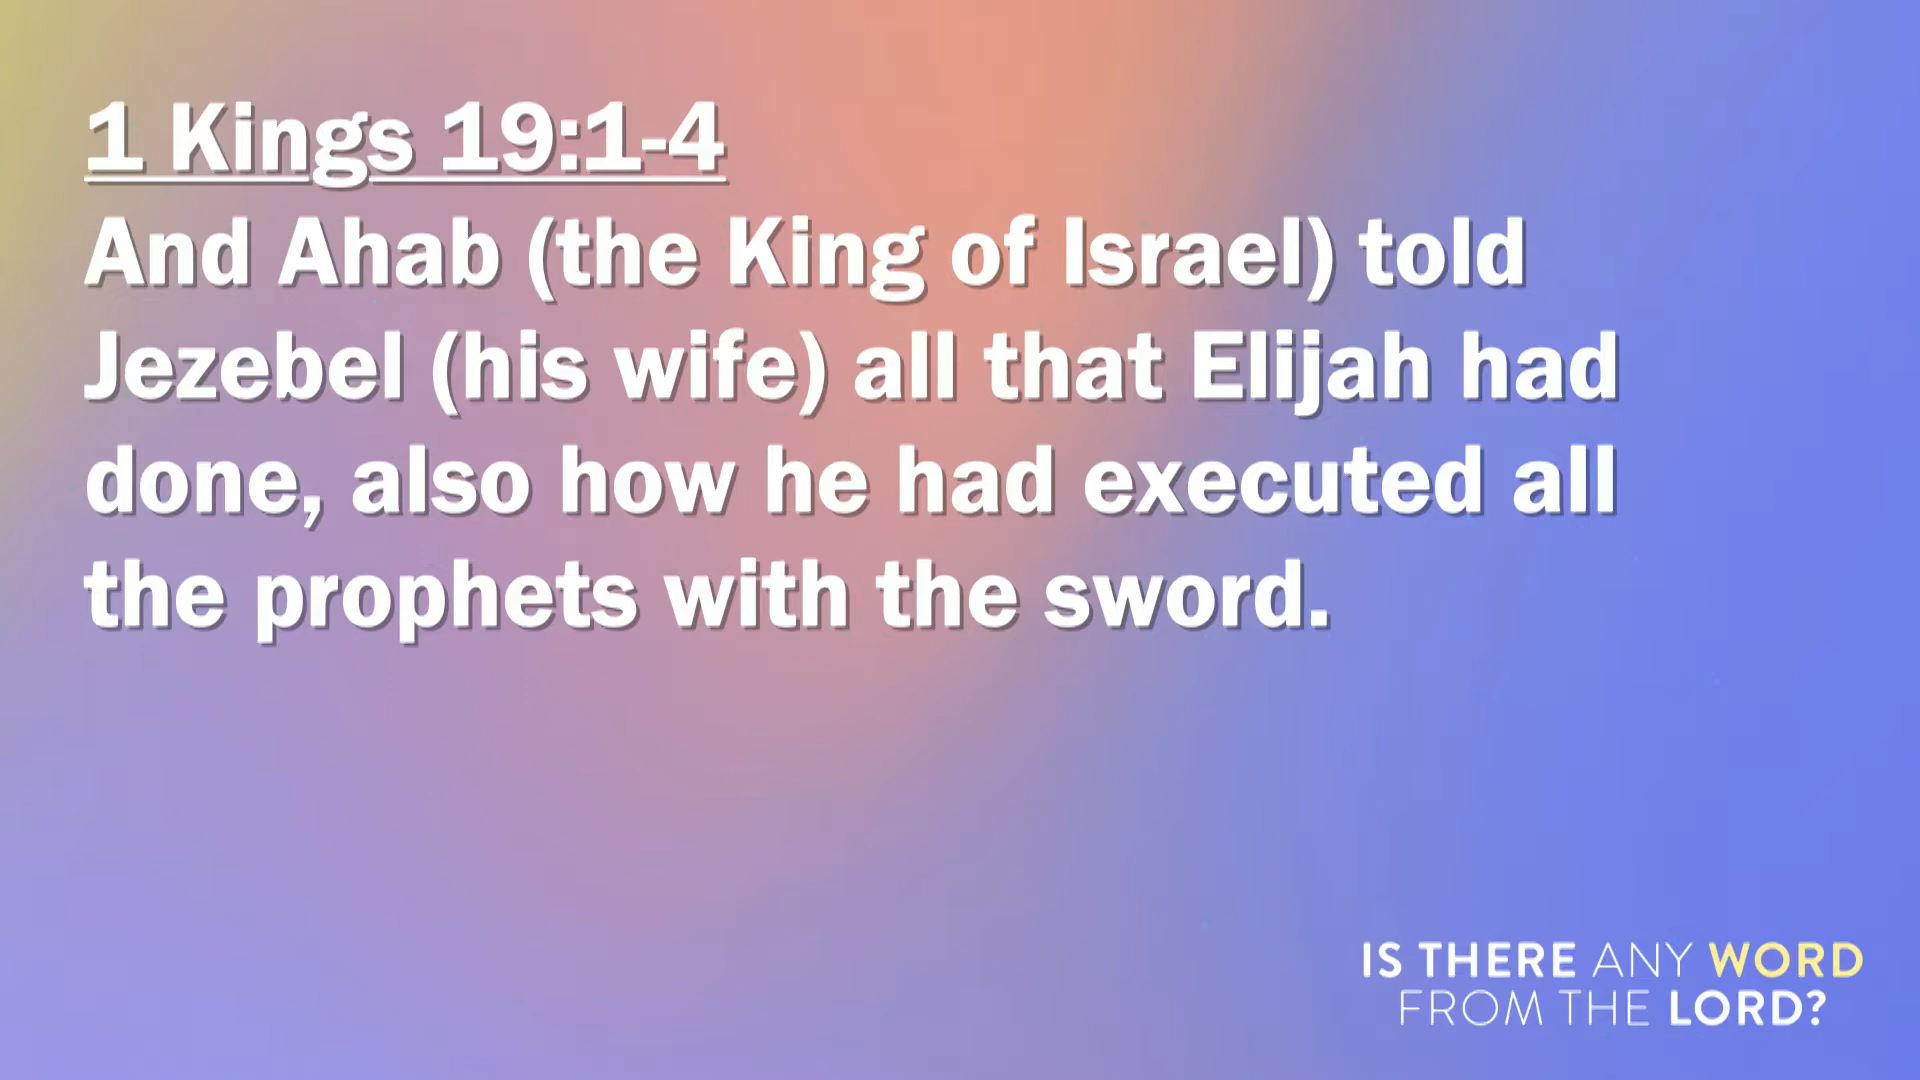 1 Kings 19:1-4
And Ahab (the King of Israel) told
Jezebel (his wife) all that Elijah had
done, also how he had executed all
the prophets with the sword.
IS THERE ANY WORD
FROM THE LORD?